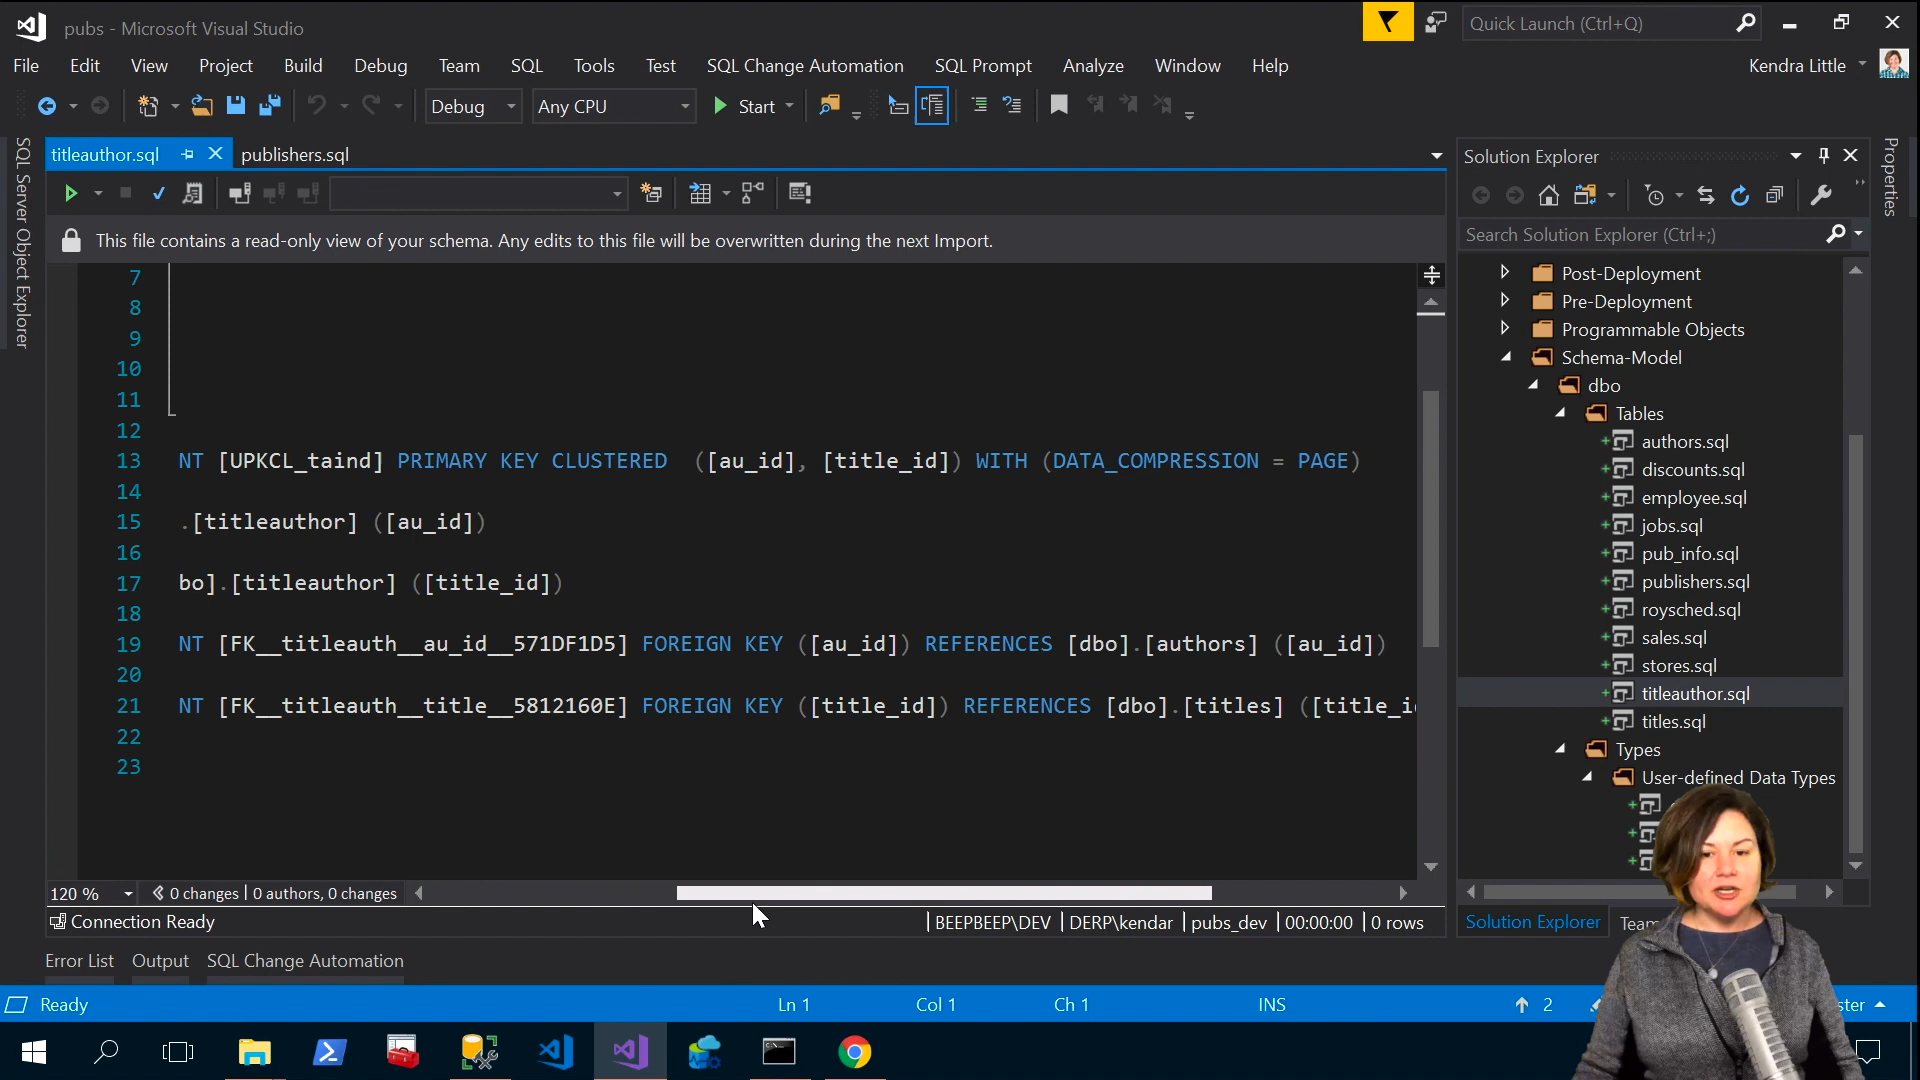 pubs - Microsoft Visual Studio
Quick Launch (Ctrl+Q)
File Edit View Project Build Debug Team SQL Tools Test SQL Change Automation SQL Prompt Analyze Window Help
Kendra Little
Debug
Any CPU
Start
titleauthor.sql
publishers.sql
This file contains a read-only view of your schema. Any edits to this file will be overwritten during the next Import.
7
8
9
10
11
12
13 NT [UPKCL_taind] PRIMARY KEY CLUSTERED ([au_id], [title_id]) WITH (DATA_COMPRESSION = PAGE)
14
15 .[titleauthor] ([au_id])
16
17 bo].[titleauthor] ([title_id])
18
19 NT [FK__titleauth__au_id__571DF1D5] FOREIGN KEY ([au_id]) REFERENCES [dbo].[authors] ([au_id])
20
21 NT [FK__titleauth__title__5812160E] FOREIGN KEY ([title_id]) REFERENCES [dbo].[titles] ([title_i
22
23
120 %
0 changes | 0 authors, 0 changes
Connection Ready
BEEPBEEP\DEV | DERP\kendar | pubs_dev | 00:00:00 | 0 rows
Error List Output SQL Change Automation
Ready
Ln 1
Col 1
Ch 1
INS
2
ster
SQL Server Object Explorer
Solution Explorer
Search Solution Explorer (Ctrl+;)
Post-Deployment
Pre-Deployment
Programmable Objects
Schema-Model
dbo
Tables
authors.sql
discounts.sql
employee.sql
jobs.sql
pub_info.sql
publishers.sql
roysched.sql
sales.sql
stores.sql
titleauthor.sql
titles.sql
Types
User-defined Data Types
Solution Explorer
Team
Properties